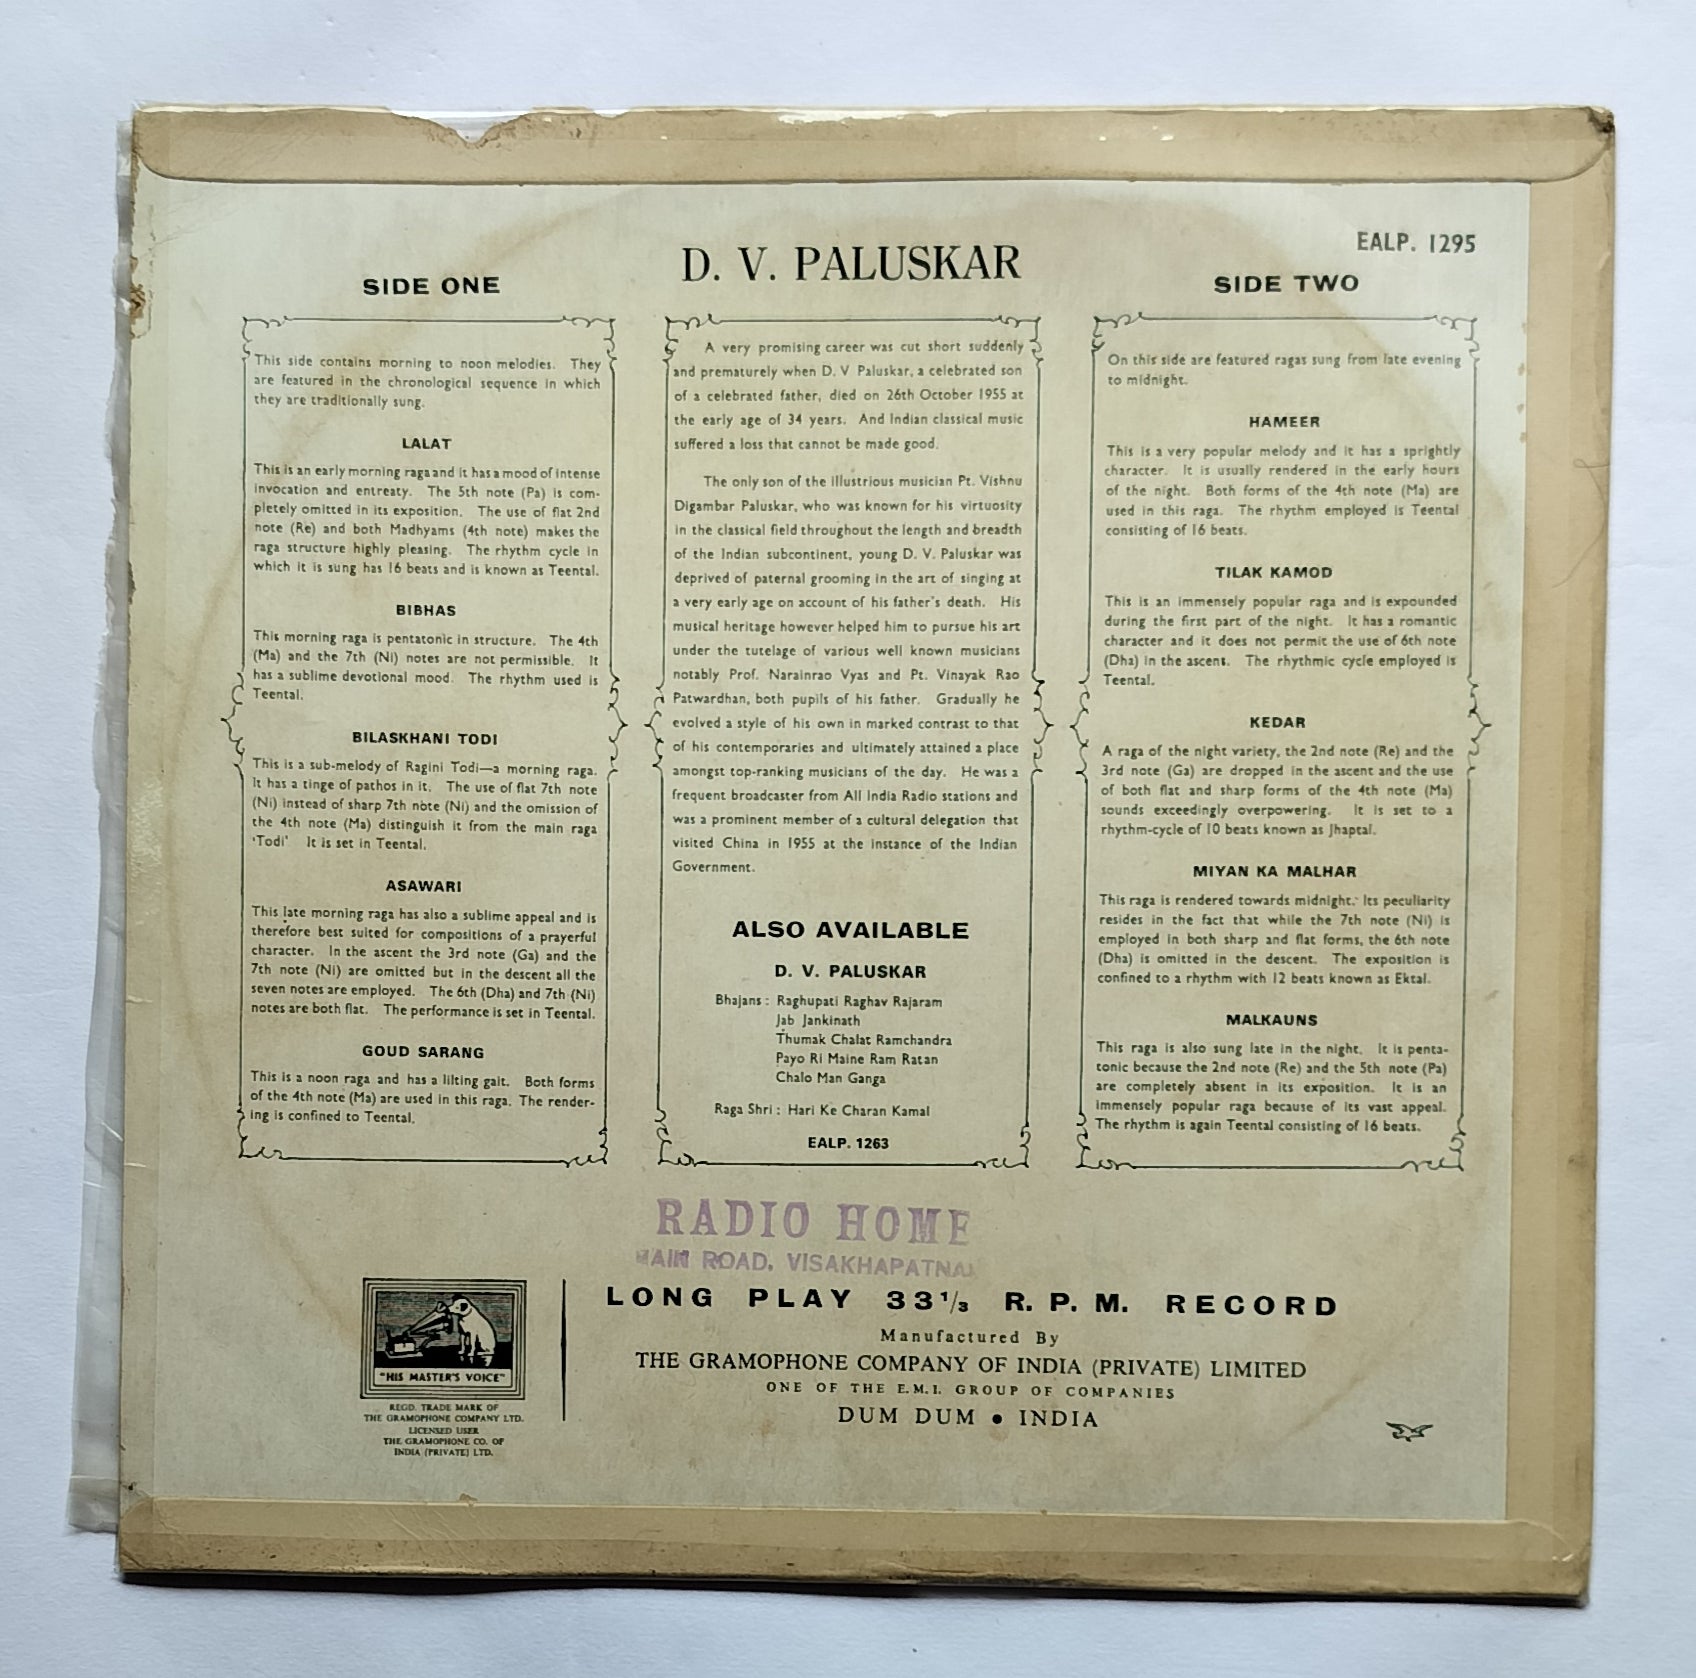 EALP. 1295
D. V. PALUSKAR
SIDE ONE
This side contains morning to noon melodies. They
are featured in the chronological sequence in which
they are traditionally sung.
LALAT
This is an early morning raga and it has a mood of intense
invocation and entreaty. The 5th note (Pa) is com-
pletely omitted in its exposition. The use of flat 2nd
note (Re) and both Madhyams (4th note) makes the
raga structure highly pleasing. The rhythm cycle in
which it is sung has 16 beats and is known as Teental.
BIBHAS
This morning raga is pentatonic in structure. The 4th
(Ma) and the 7th (Ni) notes are not permissible. It
has a sublime devotional mood. The rhythm used is
Teental.
BILASKHANI TODI
This is a sub-melody of Ragini Todi—a morning raga.
It has a tinge of pathos in it. The use of flat 7th note
(Ni) instead of sharp 7th note (Ni) and the omission of
the 4th note (Ma) distinguish it from the main raga
'Todi' It is set in Teental.
ASAWARI
This late morning raga has also a sublime appeal and is
therefore best suited for compositions of a prayerful
character. In the ascent the 3rd note (Ga) and the
7th note (Ni) are omitted but in the descent all the
seven notes are employed. The 6th (Dha) and 7th (Ni)
notes are both flat. The performance is set in Teental.
GOUD SARANG
This is a noon raga and has a lilting gait. Both forms
of the 4th note (Ma) are used in this raga. The render-
ing is confined to Teental.
A very promising career was cut short suddenly
and prematurely when D. V Paluskar, a celebrated son
of a celebrated father, died on 26th October 1955 at
the early age of 34 years. And Indian classical music
suffered a loss that cannot be made good.
The only son of the illustrious musician Pt. Vishnu
Digambar Paluskar, who was known for his virtuosity
in the classical field throughout the length and breadth
of the Indian subcontinent, young D. V. Paluskar was
deprived of paternal grooming in the art of singing at
a very early age on account of his father's death. His
musical heritage however helped him to pursue his art
under the tutelage of various well known musicians
notably Prof. Narainrao Vyas and Pt. Vinayak Rao
Patwardhan, both pupils of his father. Gradually he
evolved a style of his own in marked contrast to that
of his contemporaries and ultimately attained a place
amongst top-ranking musicians of the day. He was a
frequent broadcaster from All India Radio stations and
was a prominent member of a cultural delegation that
visited China in 1955 at the instance of the Indian
Government.
ALSO AVAILABLE
D. V. PALUSKAR
Bhajans : Raghupati Raghav Rajaram
Jab Jankinath
Thumak Chalat Ramchandra
Payo Ri Maine Ram Ratan
Chalo Man Ganga
Raga Shri : Hari Ke Charan Kamal
EALP. 1263
SIDE TWO
On this side are featured ragas sung from late evening
to midnight.
HAMEER
This is a very popular melody and it has a sprightly
character. It is usually rendered in the early hours
of the night. Both forms of the 4th note (Ma) are
used in this raga. The rhythm employed is Teental
consisting of 16 beats.
TILAK KAMOD
This is an immensely popular raga and is expounded
during the first part of the night. It has a romantic
character and it does not permit the use of 6th note
(Dha) in the ascent. The rhythmic cycle employed is
Teental.
KEDAR
A raga of the night variety, the 2nd note (Re) and the
3rd note (Ga) are dropped in the ascent and the use
of both flat and sharp forms of the 4th note (Ma)
sounds exceedingly overpowering. It is set to a
rhythm-cycle of 10 beats known as Jhaptal.
MIYAN KA MALHAR
This raga is rendered towards midnight. Its peculiarity
resides in the fact that while the 7th note (Ni) is
employed in both sharp and flat forms, the 6th note
(Dha) is omitted in the descent. The exposition is
confined to a rhythm with 12 beats known as Ektal.
MALKAUNS
This raga is also sung late in the night. It is penta-
tonic because the 2nd note (Re) and the 5th note (Pa)
are completely absent in its exposition. It is an
immensely popular raga because of its vast appeal.
The rhythm is again Teental consisting of 16 beats.
RADIO HOME
MAIN ROAD, VISAKHAPATNAM
LONG PLAY 33 1/3 R. P. M. RECORD
Manufactured By
THE GRAMOPHONE COMPANY OF INDIA (PRIVATE) LIMITED
ONE OF THE E.M.I. GROUP OF COMPANIES
DUM DUM • INDIA
"HIS MASTER'S VOICE"
REGD. TRADE MARK OF
THE GRAMOPHONE COMPANY LTD.
LICENSED USER
THE GRAMOPHONE CO. OF
INDIA (PRIVATE) LTD.